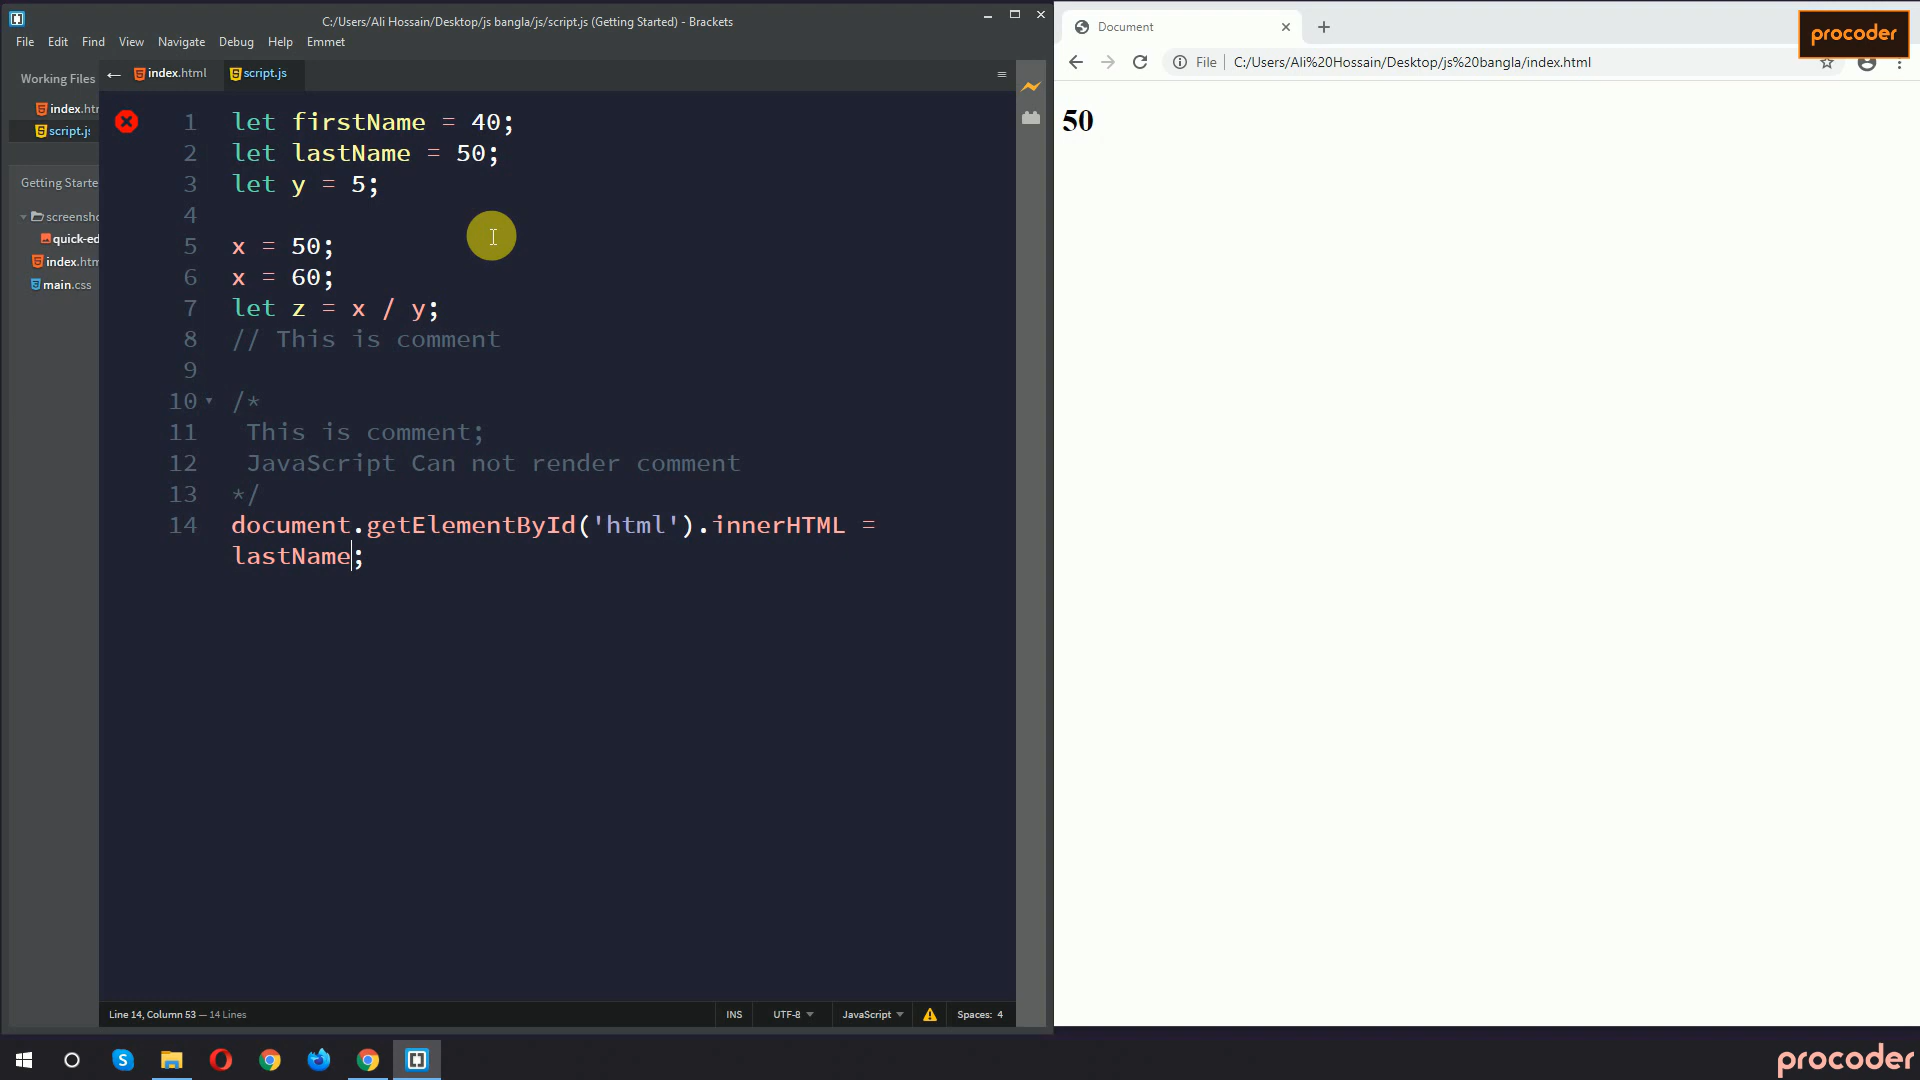 C:/Users/Ali Hossain/Desktop/js bangla/js/script.js (Getting Started) - Brackets
File Edit Find View Navigate Debug Help Emmet
Working Files
index.htm
script.js
Getting Starte
screensho
quick-ed
index.htm
main.css
index.html
script.js
1 let firstName = 40;
2 let lastName = 50;
3 let y = 5;
4
5 x = 50;
6 x = 60;
7 let z = x / y;
8 // This is comment
9
10 /*
11 This is comment;
12 JavaScript Can not render comment
13 */
14 document.getElementById('html').innerHTML =
lastName;
Line 14, Column 53 — 14 Lines
INS UTF-8 JavaScript Spaces: 4
Document
File C:/Users/Ali%20Hossain/Desktop/js%20bangla/index.html
procoder
50
procoder